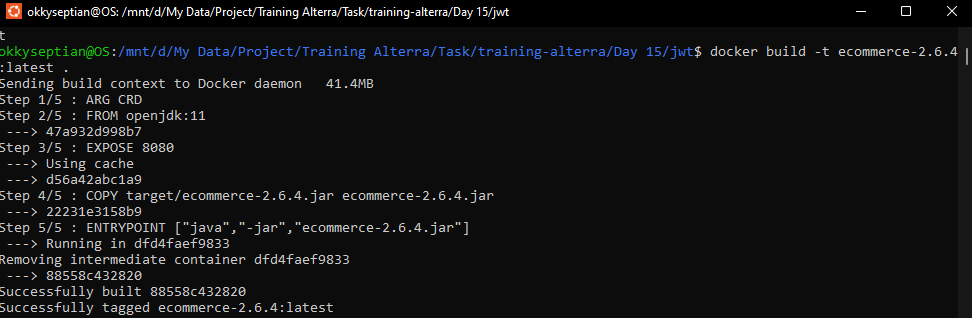 okkyseptian@OS: /mnt/d/My Data/Project/Training Alterra/Task/training-alterra/Day 15/jwt
t
okkyseptian@OS:/mnt/d/My Data/Project/Training Alterra/Task/training-alterra/Day 15/jwt$ docker build -t ecommerce-2.6.4
:latest .
Sending build context to Docker daemon   41.4MB
Step 1/5 : ARG CRD
Step 2/5 : FROM openjdk:11
 ---> 47a932d998b7
Step 3/5 : EXPOSE 8080
 ---> Using cache
 ---> d56a42abc1a9
Step 4/5 : COPY target/ecommerce-2.6.4.jar ecommerce-2.6.4.jar
 ---> 22231e3158b9
Step 5/5 : ENTRYPOINT ["java","-jar","ecommerce-2.6.4.jar"]
 ---> Running in dfd4faef9833
Removing intermediate container dfd4faef9833
 ---> 88558c432820
Successfully built 88558c432820
Successfully tagged ecommerce-2.6.4:latest